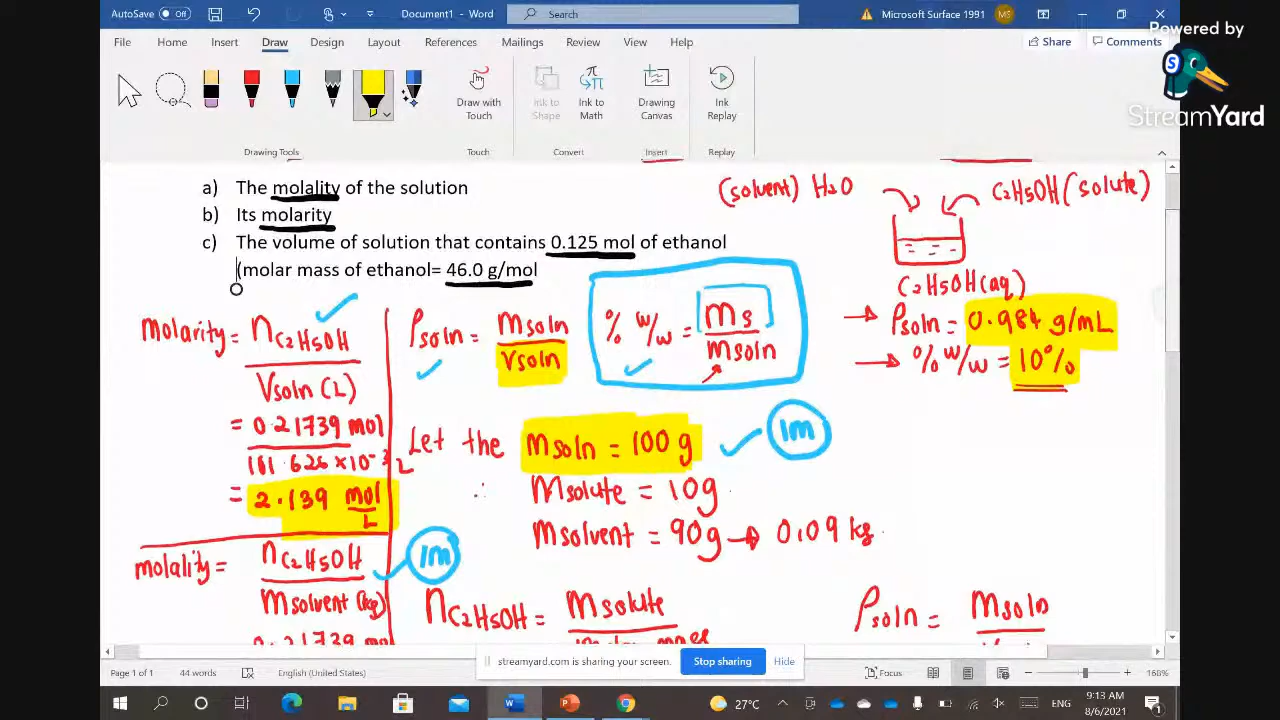 AutoSave Off
Document1 - Word
Search
Microsoft Surface 1991
MS
Powered by
StreamYard
File Home Insert Draw Design Layout References Mailings Review View Help
Share Comments
Draw with Touch
Ink to Shape
Ink to Math
Drawing Canvas
Ink Replay
Drawing Tools Touch Convert Insert Replay
a) The molality of the solution
b) Its molarity
c) The volume of solution that contains 0.125 mol of ethanol
(molar mass of ethanol= 46.0 g/mol
(solvent) H2O
C2H5OH (solute)
C2H5OH(aq)
→ ρsoln = 0.984 g/mL
→ % w/w = 10%
Molarity = nC2H5OH
Vsoln (L)
= 0.21739 mol
101.626 × 10⁻³ L
= 2.139 mol
L
molality = nC2H5OH
Msolvent (kg)
0.21739 mol
1m
ρsoln = Msoln
Vsoln
% w/w = ms
msoln
Let the Msoln = 100 g
1m
∴ Msolute = 10g
Msolvent = 90g → 0.09 kg
nC2H5OH = Msolute
ρsoln = Msoln
streamyard.com is sharing your screen.
Stop sharing
Hide
Page 1 of 1
44 words
English (United States)
Focus
168%
27°C
ENG
9:13 AM
8/6/2021